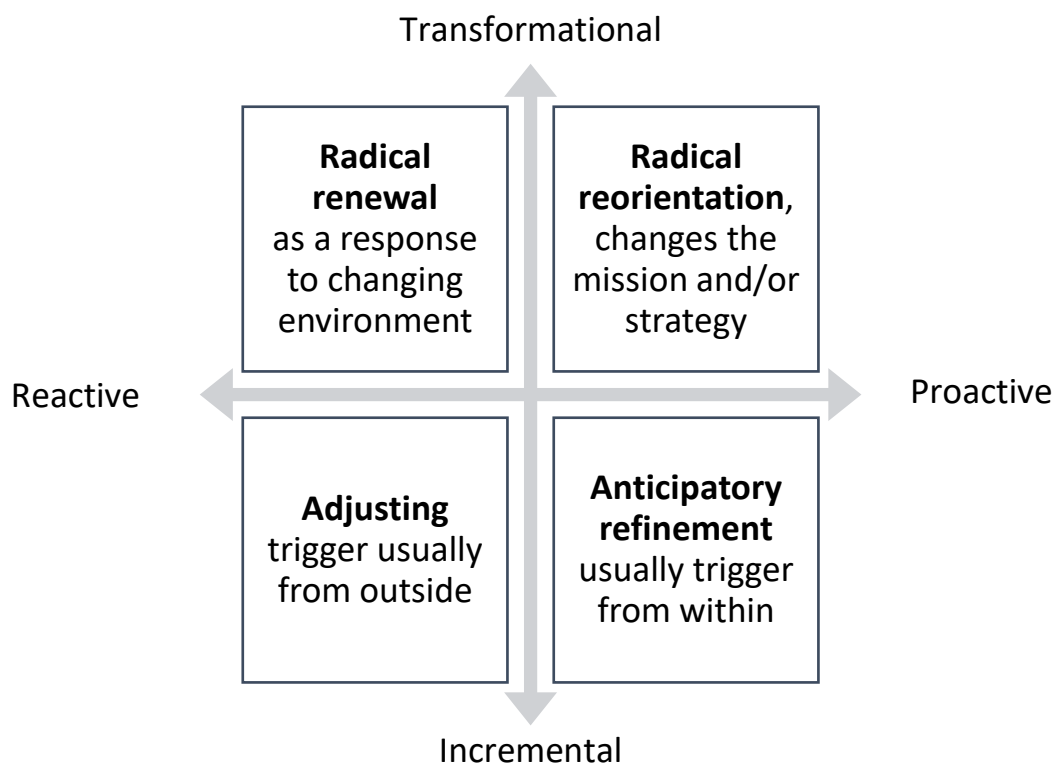 Transformational
Radical
renewal
as a response
to changing
environment
Radical
reorientation,
changes the
mission and/or
strategy
Reactive
Proactive
Adjusting
trigger usually
from outside
Anticipatory
refinement
usually trigger
from within
Incremental